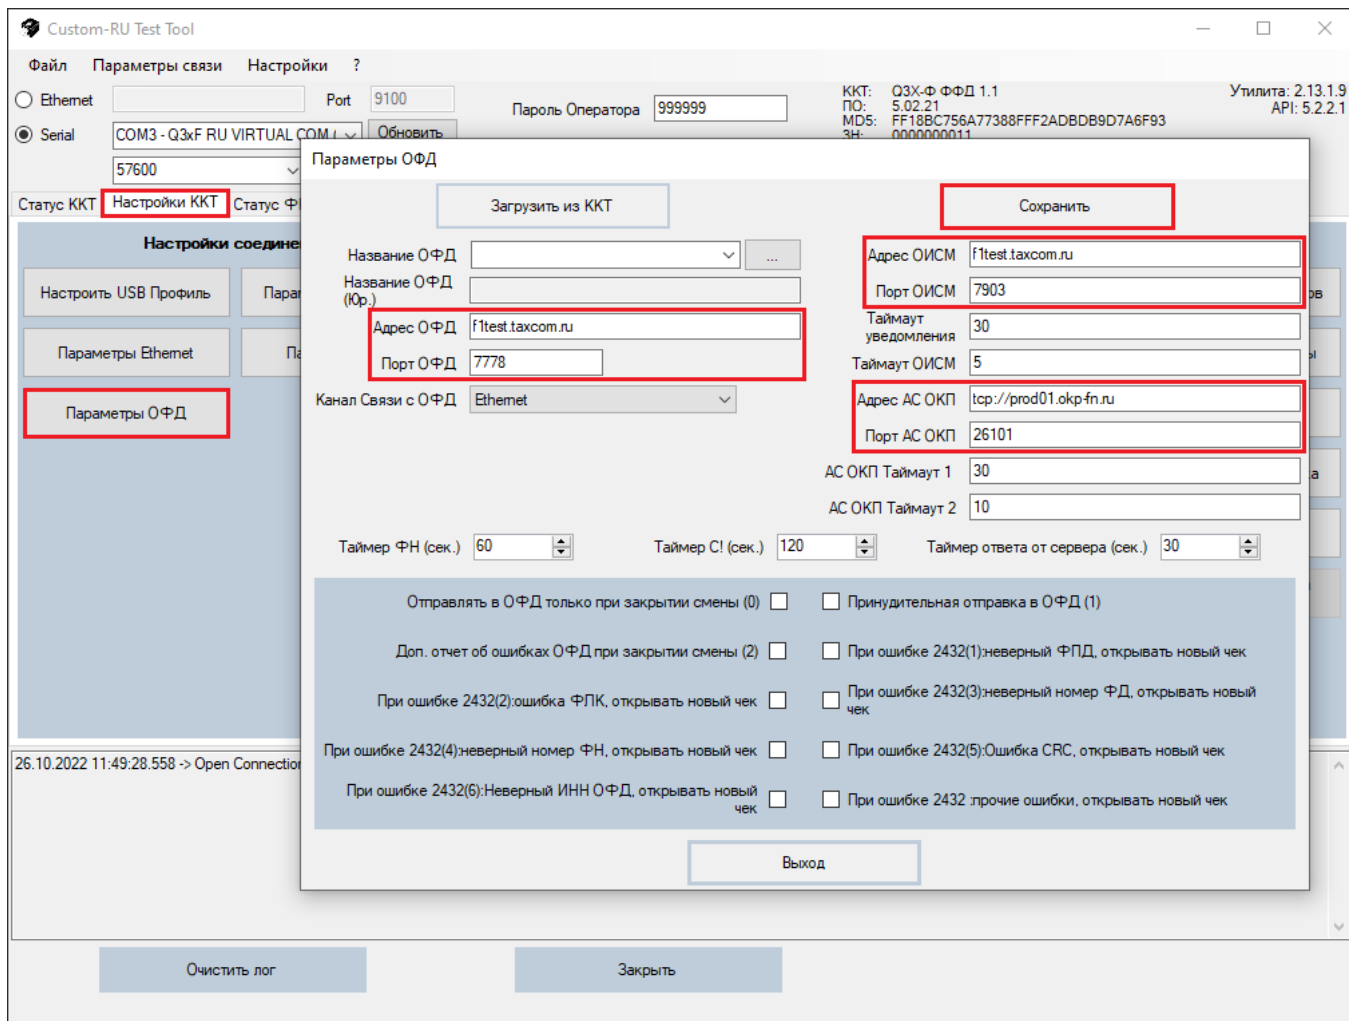 Custom-RU Test Tool
Файл Параметры связи Настройки ?
Ethernet Port 9100
Пароль Оператора 999999
ККТ: Q3X-Ф ФФД 1.1
ПО: 5.02.21
MD5: FF18BC756A77388FFF2ADBDB9D7A6F93
ЗН: 0000000011
Утилита: 2.13.1.9
API: 5.2.2.1
Serial COM3 - Q3xF RU VIRTUAL COM ( Обновить
57600
Статус ККТ Настройки ККТ Статус
Настройки
Настроить USB Профиль
Параметры Ethernet
Параметры ОФД
Параметры ОФД
Загрузить из ККТ
Сохранить
Название ОФД ...
Название ОФД
(Юр.)
Адрес ОФД f1test.taxcom.ru
Порт ОФД 7778
Канал Связи с ОФД Ethernet
Адрес ОИСМ f1test.taxcom.ru
Порт ОИСМ 7903
Таймаут
уведомления 30
Таймаут ОИСМ 5
Адрес АС ОКП tcp://prod01.okp-fn.ru
Порт АС ОКП 26101
АС ОКП Таймаут 1 30
АС ОКП Таймаут 2 10
Таймер ФН (сек.) 60 Таймер С! (сек.) 120 Таймер ответа от сервера (сек.) 30
Отправлять в ОФД только при закрытии смены (0) Принудительная отправка в ОФД (1)
Доп. отчет об ошибках ОФД при закрытии смены (2) При ошибке 2432(1):неверный ФПД, открывать новый чек
При ошибке 2432(2):ошибка ФПК, открывать новый чек
При ошибке 2432(3):неверный номер ФД, открывать новый
чек
При ошибке 2432(4):неверный номер ФН, открывать новый чек При ошибке 2432(5):Ошибка CRC, открывать новый чек
При ошибке 2432(6):Неверный ИНН ОФД, открывать новый
чек
При ошибке 2432 :прочие ошибки, открывать новый чек
Выход
26.10.2022 11:49:28.558 -> Open Connection
Очистить лог Закрыть